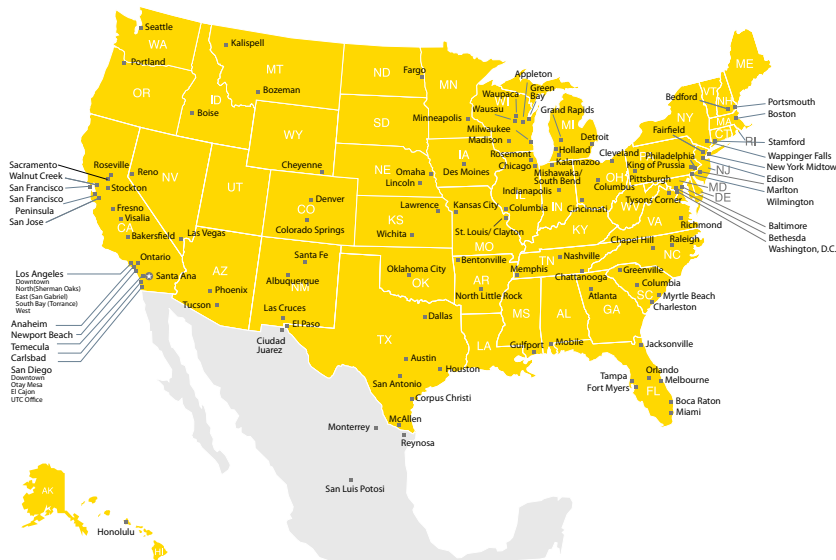 Seattle
WA
Portland
OR
Kalispell
MT
Bozeman
ID
Boise
ND
Fargo
MN
Minneapolis
SD
WY
Cheyenne
NE
Omaha
Lincoln
IA
Des Moines
WI
Appleton
Green
Bay
Waupaca
Wausau
Milwaukee
Madison
Rosemont
Chicago
Grand Rapids
MI
Holland
Detroit
Kalamazoo
Mishawaka/
South Bend
Cleveland
ME
VT
NH
MA
CT
RI
NY
Bedford
Portsmouth
Boston
Fairfield
Stamford
Wappinger Falls
New York Midtow
Edison
Marlton
Wilmington
Philadelphia
King of Prussia
Pittsburgh
NJ
MD
DE
Tysons Corner
Baltimore
Bethesda
Washington, D.C.
Sacramento
Walnut Creek
San Francisco
San Francisco
Peninsula
San Jose
Roseville
Reno
Stockton
Fresno
Visalia
CA
Bakersfield
NV
Las Vegas
UT
CO
Denver
Colorado Springs
KS
Lawrence
Wichita
Kansas City
Columbia
St. Louis/ Clayton
MO
IL
IN
Indianapolis
OH
Columbus
Cincinnati
KY
WV
VA
Richmond
Chapel Hill
Raleigh
NC
Los Angeles
Downtown
North(Sherman Oaks)
East (San Gabriel)
South Bay (Torrance)
West
Anaheim
Newport Beach
Temecula
Carlsbad
San Diego
Downtown
Otay Mesa
El Cajon
UTC Office
Ontario
Santa Ana
AZ
Phoenix
Tucson
Santa Fe
Albuquerque
NM
Las Cruces
El Paso
Ciudad
Juarez
Oklahoma City
OK
Bentonville
AR
North Little Rock
Memphis
TN
Nashville
Chattanooga
Greenville
Columbia
SC
Myrtle Beach
Charleston
Atlanta
GA
AL
MS
LA
Gulfport
Mobile
Jacksonville
TX
Dallas
Austin
Houston
San Antonio
Corpus Christi
McAllen
Reynosa
Monterrey
San Luis Potosi
Orlando
Tampa
Melbourne
Fort Myers
FL
Boca Raton
Miami
AK
Honolulu
HI